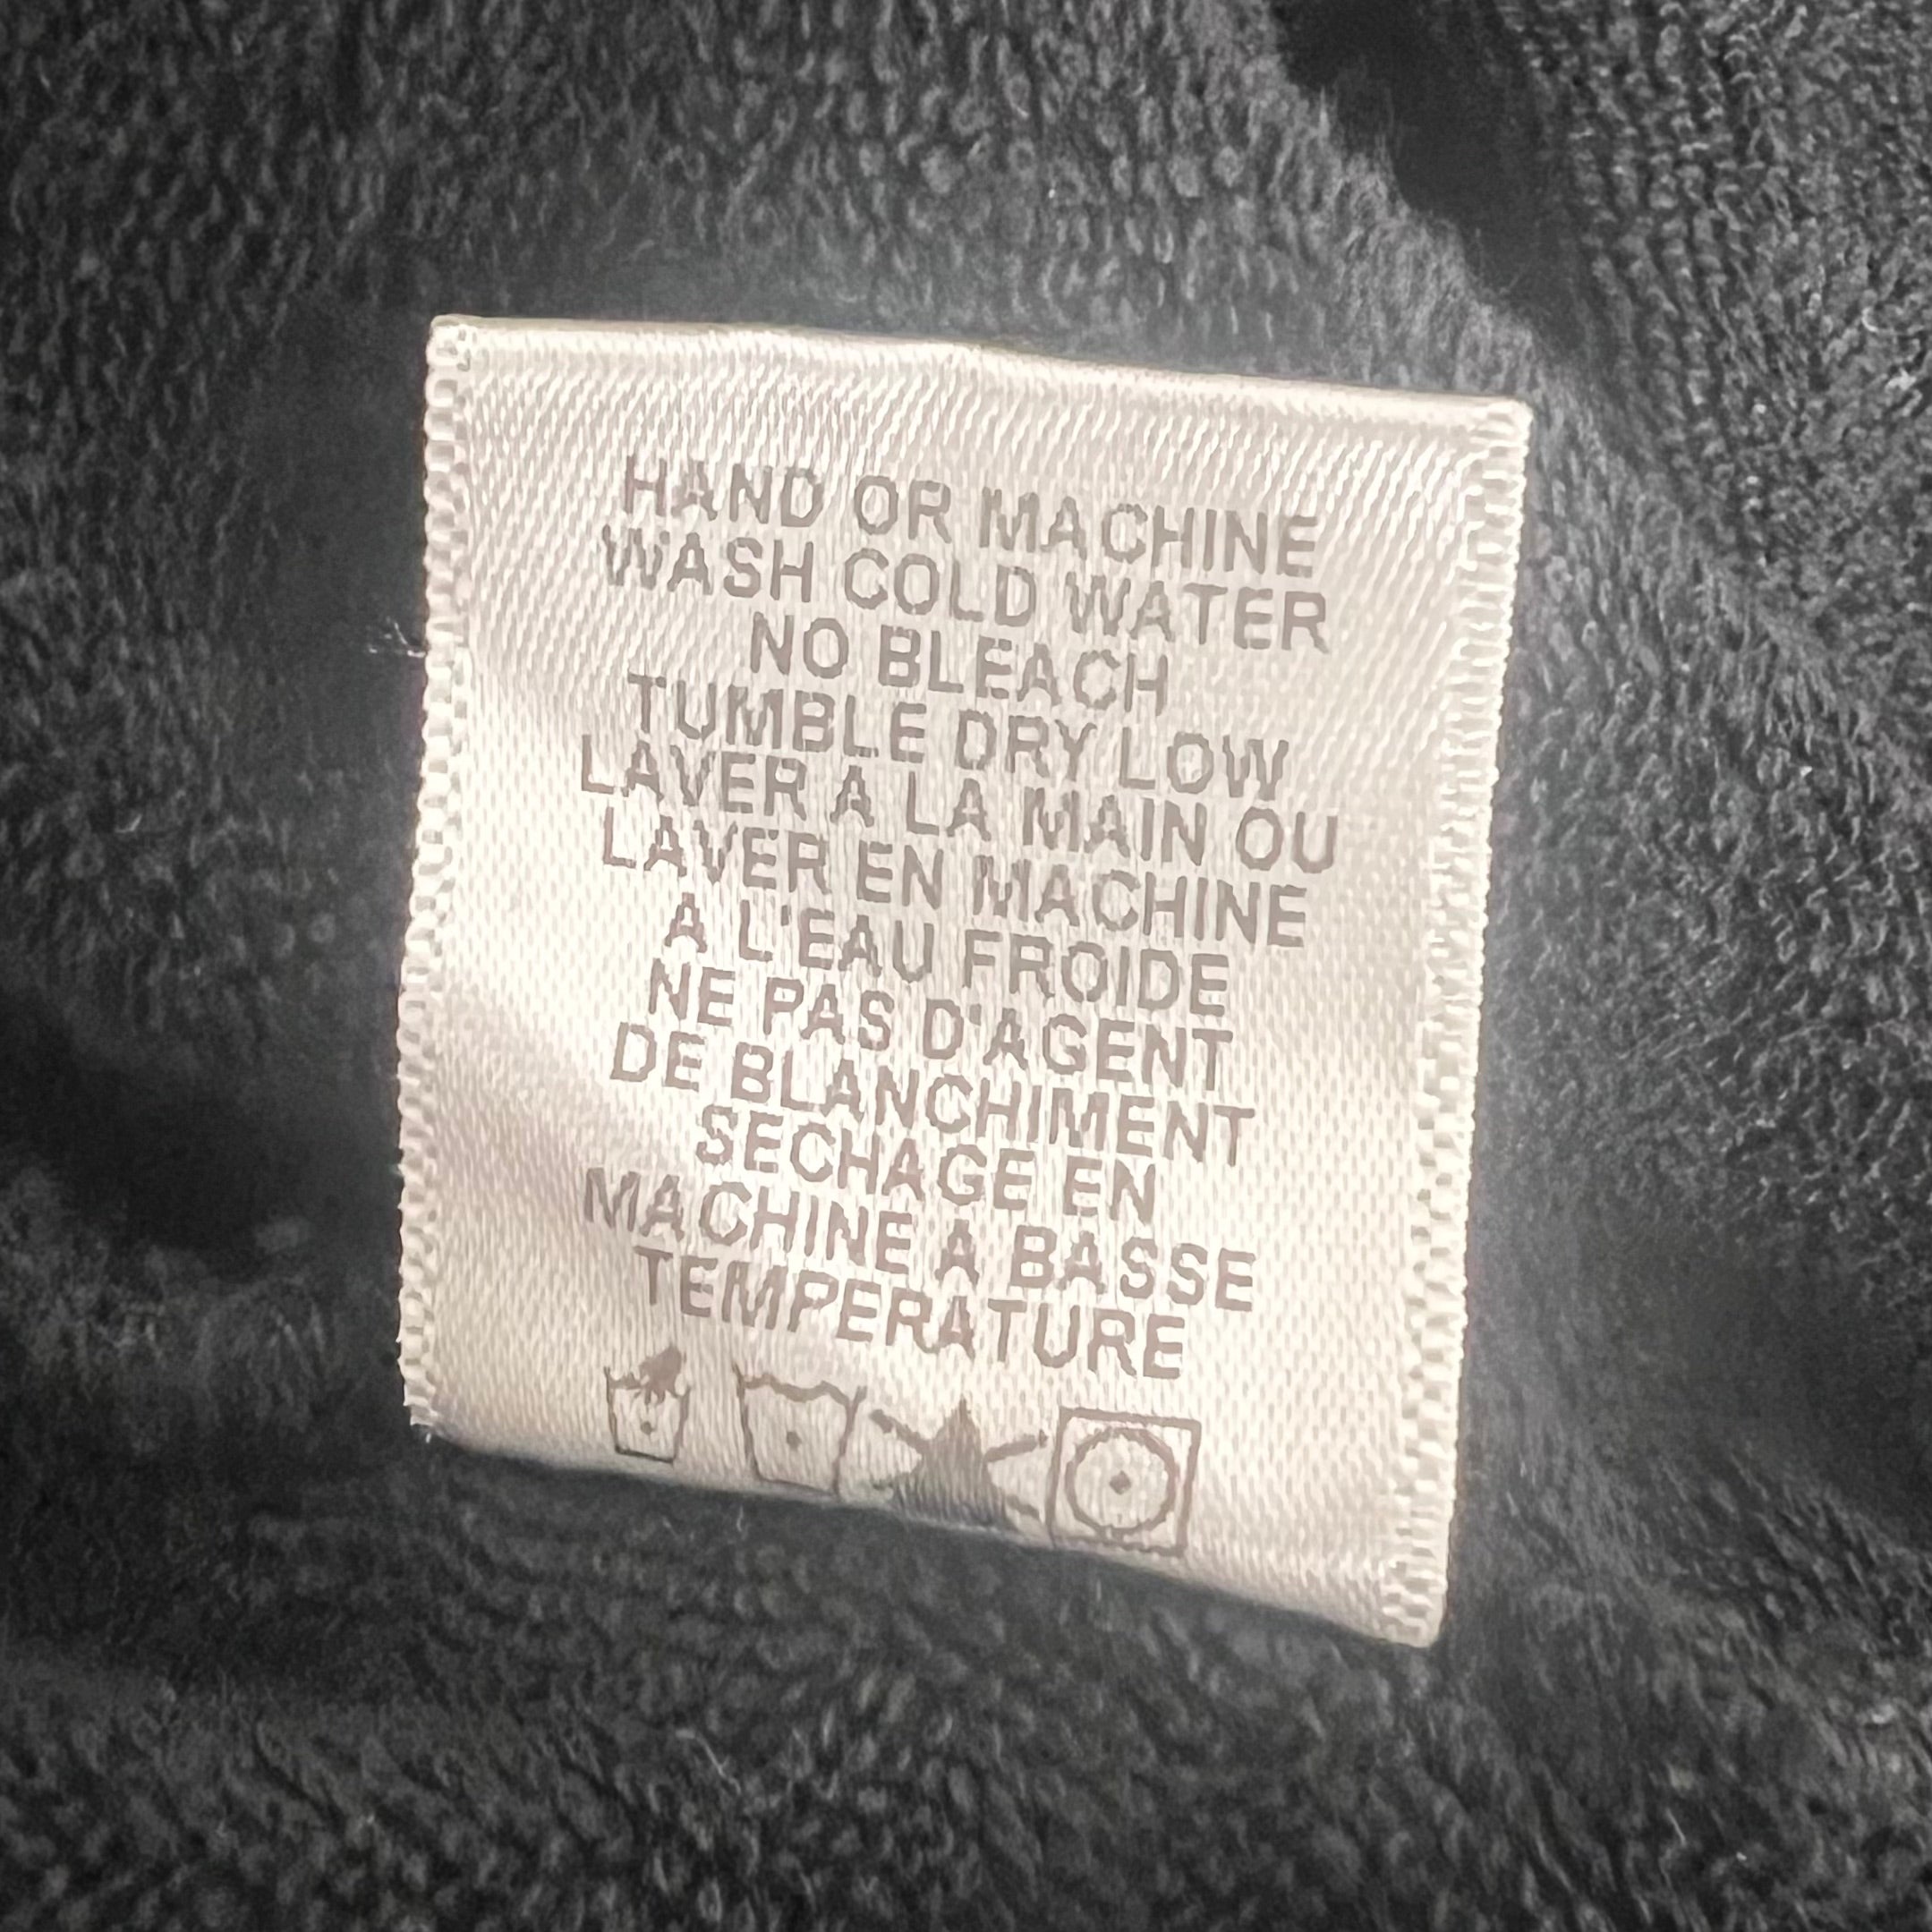 HAND OR MACHINE
WASH COLD WATER
NO BLEACH
TUMBLE DRY LOW
LAVER A LA MAIN OU
LAVER EN MACHINE
A L'EAU FROIDE
NE PAS D'AGENT
DE BLANCHIMENT
SECHAGE EN
MACHINE A BASSE
TEMPERATURE